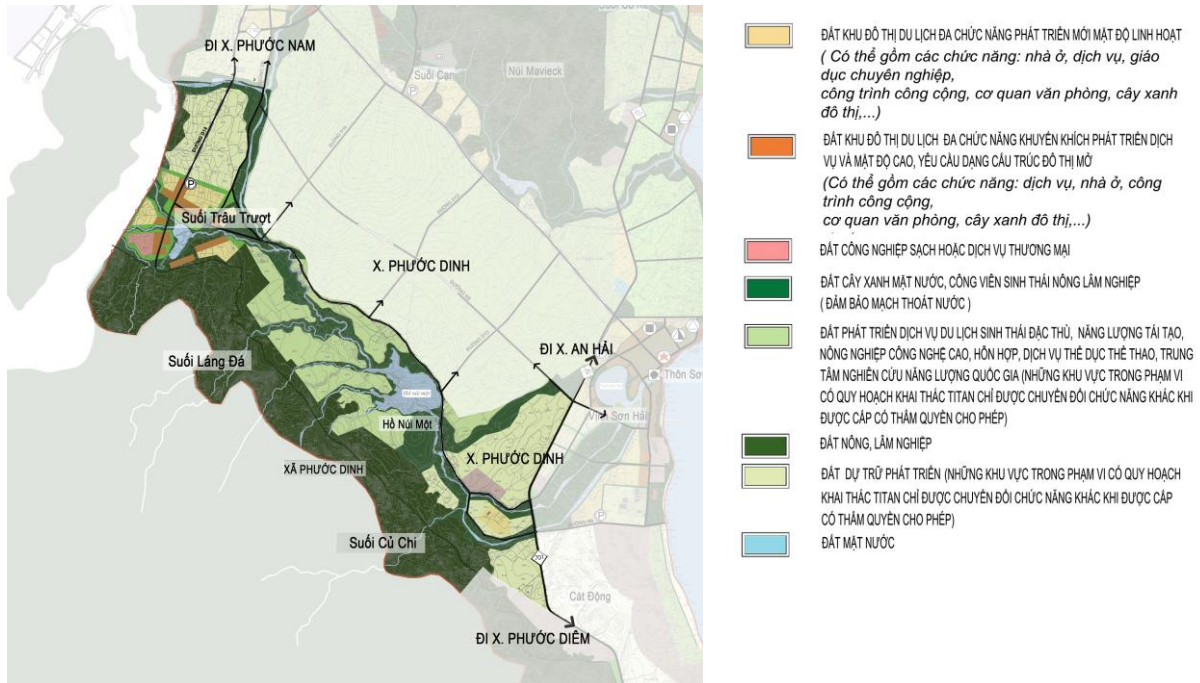 ĐI X. PHƯỚC NAM
Suối Cạn
Núi Mavieck
ĐƯỜNG D14
P
Suối Trâu Trượt
X. PHƯỚC DINH
Suối Láng Đá
ĐI X. AN HẢI
Thôn Sơn
Vĩnh Sơn Hải
Hồ Núi Một
XÃ PHƯỚC DINH
X. PHƯỚC DINH
Suối Củ Chi
701
Cát Động
ĐI X. PHƯỚC DIÊM
ĐẤT KHU ĐÔ THỊ DU LỊCH ĐA CHỨC NĂNG PHÁT TRIỂN MỚI MẬT ĐỘ LINH HOẠT
( Có thể gồm các chức năng: nhà ở, dịch vụ, giáo
dục chuyên nghiệp,
công trình công cộng, cơ quan văn phòng, cây xanh
đô thị,...)
ĐẤT KHU ĐÔ THỊ DU LỊCH ĐA CHỨC NĂNG KHUYẾN KHÍCH PHÁT TRIỂN DỊCH
VỤ VÀ MẬT ĐỘ CAO, YÊU CẦU DẠNG CẤU TRÚC ĐÔ THỊ MỞ
(Có thể gồm các chức năng: dịch vụ, nhà ở, công
trình công cộng,
cơ quan văn phòng, cây xanh đô thị,...)
ĐẤT CÔNG NGHIỆP SẠCH HOẶC DỊCH VỤ THƯƠNG MẠI
ĐẤT CÂY XANH MẶT NƯỚC, CÔNG VIÊN SINH THÁI NÔNG LÂM NGHIỆP
( ĐẢM BẢO MẠCH THOÁT NƯỚC )
ĐẤT PHÁT TRIỂN DỊCH VỤ DU LỊCH SINH THÁI ĐẶC THÙ, NĂNG LƯỢNG TÁI TẠO,
NÔNG NGHIỆP CÔNG NGHỆ CAO, HỖN HỢP, DỊCH VỤ THỂ DỤC THỂ THAO, TRUNG
TÂM NGHIÊN CỨU NĂNG LƯỢNG QUỐC GIA (NHỮNG KHU VỰC TRONG PHẠM VI
CÓ QUY HOẠCH KHAI THÁC TITAN CHỈ ĐƯỢC CHUYỂN ĐỔI CHỨC NĂNG KHÁC KHI
ĐƯỢC CẤP CÓ THẨM QUYỀN CHO PHÉP)
ĐẤT NÔNG, LÂM NGHIỆP
ĐẤT DỰ TRỮ PHÁT TRIỂN (NHỮNG KHU VỰC TRONG PHẠM VI CÓ QUY HOẠCH
KHAI THÁC TITAN CHỈ ĐƯỢC CHUYỂN ĐỔI CHỨC NĂNG KHÁC KHI ĐƯỢC CẤP
CÓ THẨM QUYỀN CHO PHÉP)
ĐẤT MẶT NƯỚC